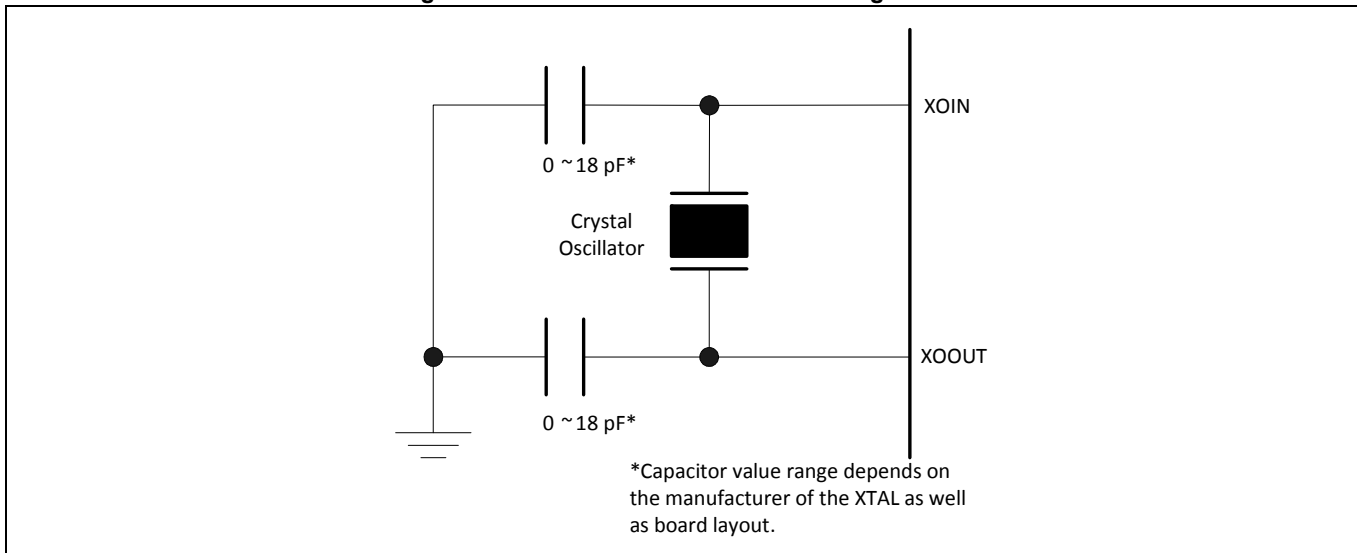 XOIN
0 ~18 pF*
Crystal
Oscillator
XOOUT
0 ~18 pF*
*Capacitor value range depends on
the manufacturer of the XTAL as well
as board layout.